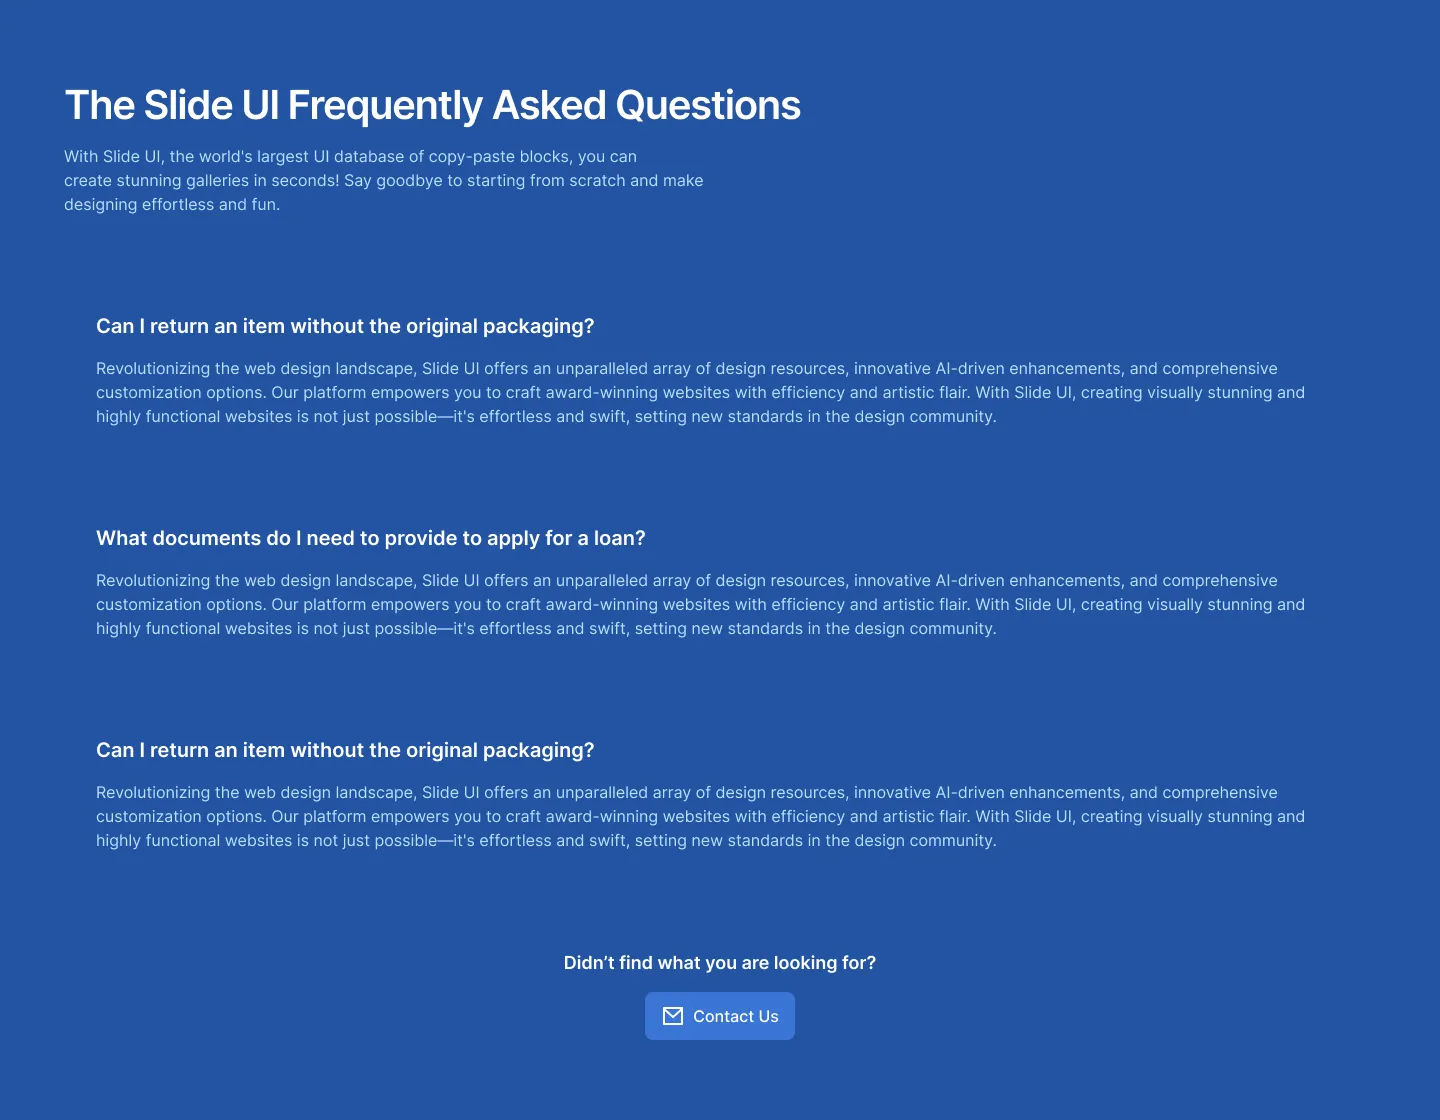 The Slide UI Frequently Asked Questions
With Slide UI, the world's largest UI database of copy-paste blocks, you can
create stunning galleries in seconds! Say goodbye to starting from scratch and make
designing effortless and fun.
Can I return an item without the original packaging?
Revolutionizing the web design landscape, Slide UI offers an unparalleled array of design resources, innovative AI-driven enhancements, and comprehensive
customization options. Our platform empowers you to craft award-winning websites with efficiency and artistic flair. With Slide UI, creating visually stunning and
highly functional websites is not just possible—it's effortless and swift, setting new standards in the design community.
What documents do I need to provide to apply for a loan?
Revolutionizing the web design landscape, Slide UI offers an unparalleled array of design resources, innovative AI-driven enhancements, and comprehensive
customization options. Our platform empowers you to craft award-winning websites with efficiency and artistic flair. With Slide UI, creating visually stunning and
highly functional websites is not just possible—it's effortless and swift, setting new standards in the design community.
Can I return an item without the original packaging?
Revolutionizing the web design landscape, Slide UI offers an unparalleled array of design resources, innovative AI-driven enhancements, and comprehensive
customization options. Our platform empowers you to craft award-winning websites with efficiency and artistic flair. With Slide UI, creating visually stunning and
highly functional websites is not just possible—it's effortless and swift, setting new standards in the design community.
Didn’t find what you are looking for?
Contact Us